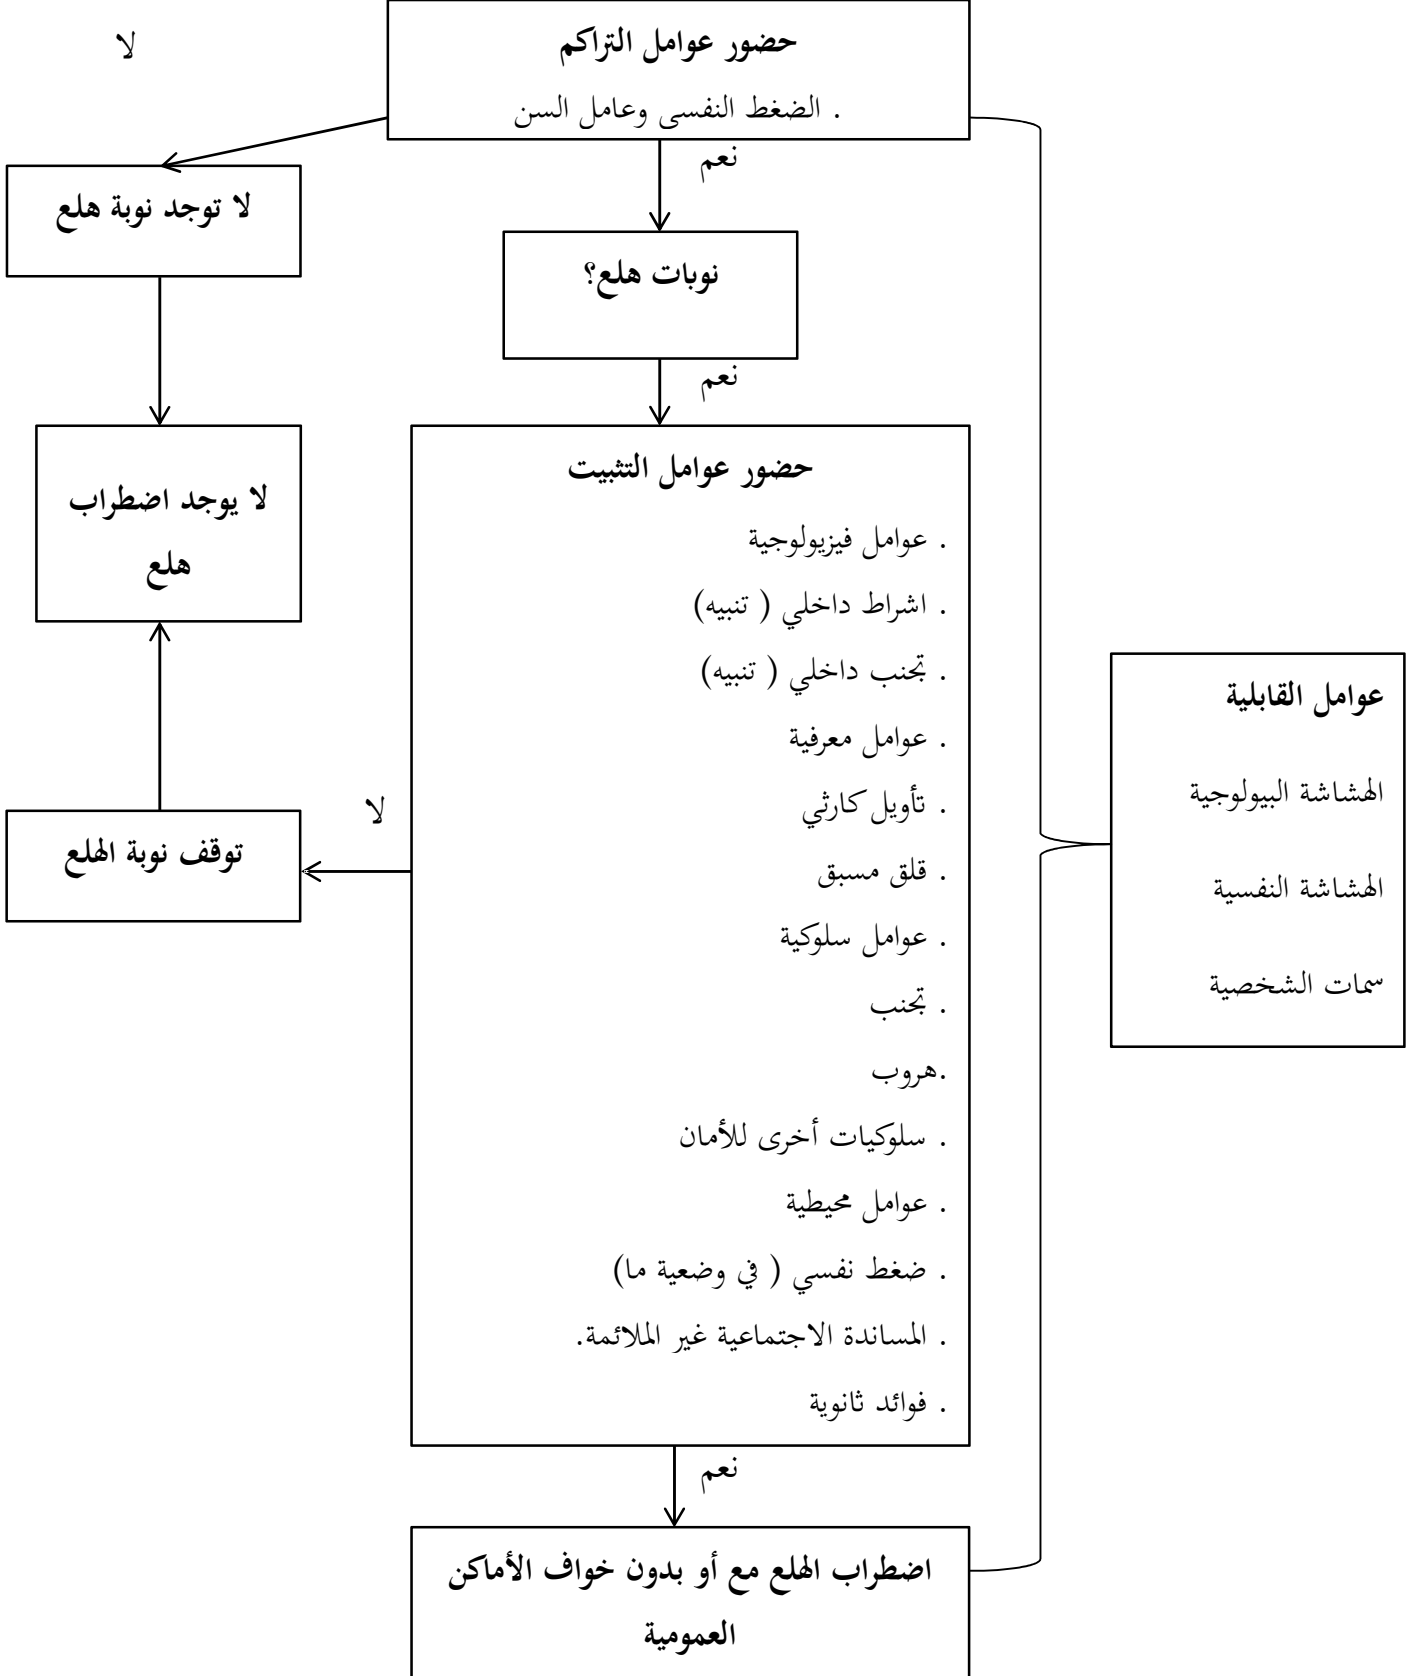 حضور عوامل التراكم
. الضغط النفسي وعامل السن
لا
نعم
لا توجد نوبة هلع
نوبات هلع؟
نعم
لا يوجد اضطراب
هلع
حضور عوامل التثبيت
. عوامل فيزيولوجية
. اشراط داخلي ( تنبيه)
. تجنب داخلي ( تنبيه)
. عوامل معرفية
. تأويل كارثي
. قلق مسبق
. عوامل سلوكية
. تجنب
.هروب
. سلوكيات أخرى للأمان
. عوامل محيطية
. ضغط نفسي ( في وضعية ما)
. المساندة الاجتماعية غير الملائمة.
. فوائد ثانوية
عوامل القابلية
الهشاشة البيولوجية
الهشاشة النفسية
سمات الشخصية
لا
توقف نوبة الهلع
نعم
اضطراب الهلع مع أو بدون خواف الأماكن
العمومية